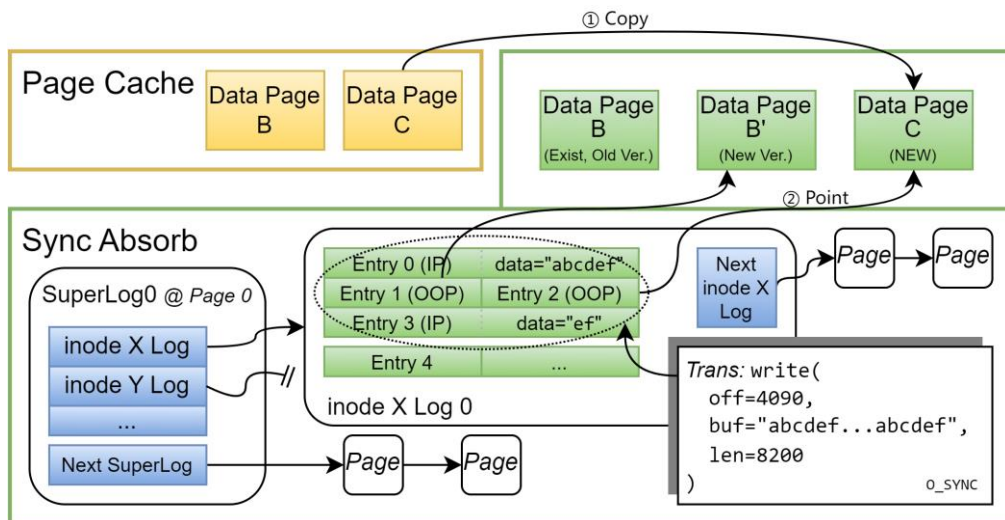 ① Copy
Page Cache
Data Page
B
Data Page
C
Data Page
B
(Exist, Old Ver.)
Data Page
B'
(New Ver.)
Data Page
C
(NEW)
② Point
Sync Absorb
SuperLog0 @ Page 0
inode X Log
inode Y Log
...
Next SuperLog
Entry 0 (IP)
data="abcdef"
Entry 1 (OOP)
Entry 2 (OOP)
Entry 3 (IP)
data="ef"
Entry 4
...
inode X Log 0
Next
inode X
Log
Page
Page
Page
Page
Trans: write(
off=4090,
buf="abcdef...abcdef",
len=8200
)
O_SYNC